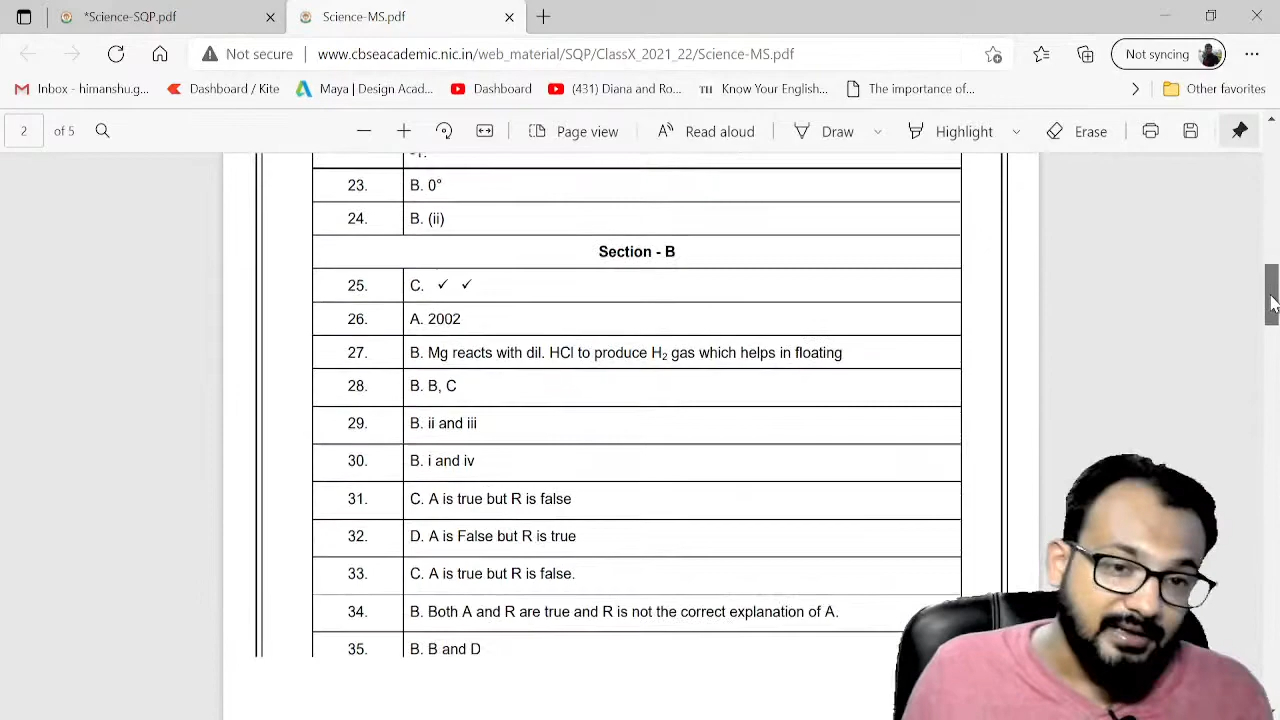 *Science-SQP.pdf
Science-MS.pdf
Not secure
www.cbseacademic.nic.in/web_material/SQP/ClassX_2021_22/Science-MS.pdf
Not syncing
Inbox - himanshu.g...
Dashboard / Kite
Maya | Design Acad...
Dashboard
(431) Diana and Ro...
TH Know Your English...
The importance of...
Other favorites
2 of 5
Page view
Read aloud
Draw
Highlight
Erase
23. B. 0°
24. B. (ii)
Section - B
25. C. ✓ ✓
26. A. 2002
27. B. Mg reacts with dil. HCl to produce H₂ gas which helps in floating
28. B. B, C
29. B. ii and iii
30. B. i and iv
31. C. A is true but R is false
32. D. A is False but R is true
33. C. A is true but R is false.
34. B. Both A and R are true and R is not the correct explanation of A.
35. B. B and D